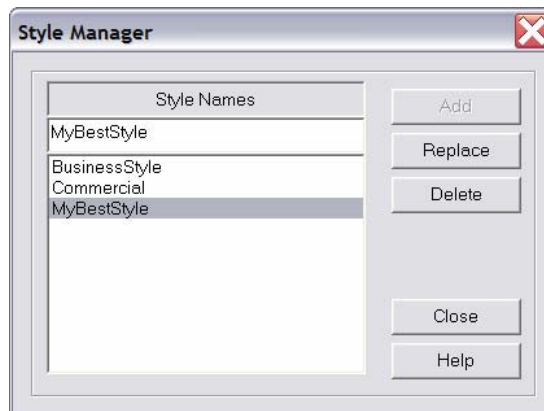 Style Manager
Style Names
MyBestStyle
BusinessStyle
Commercial
MyBestStyle
Add
Replace
Delete
Close
Help